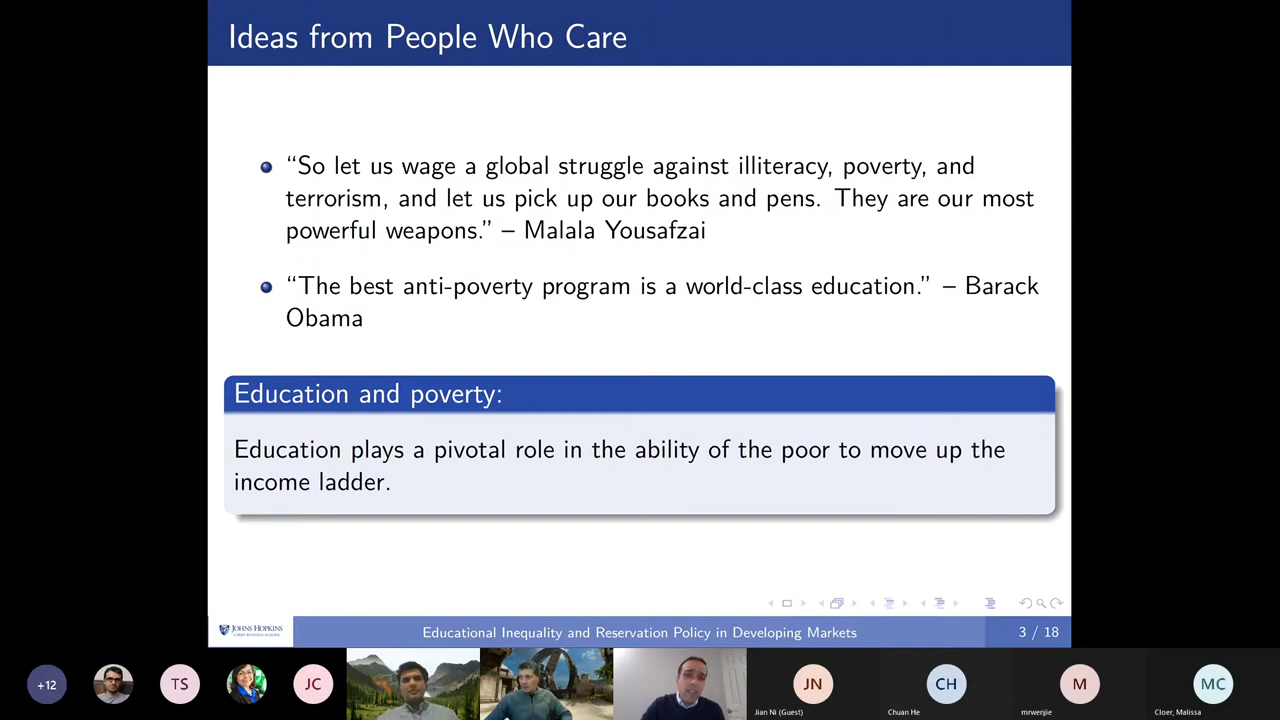 Ideas from People Who Care
“So let us wage a global struggle against illiteracy, poverty, and
terrorism, and let us pick up our books and pens. They are our most
powerful weapons.” – Malala Yousafzai
“The best anti-poverty program is a world-class education.” – Barack
Obama
Education and poverty:
Education plays a pivotal role in the ability of the poor to move up the
income ladder.
JOHNS HOPKINS
CAREY BUSINESS SCHOOL
Educational Inequality and Reservation Policy in Developing Markets
3 / 18
+12
TS
JC
JN
CH
M
MC
Jian Ni (Guest)
Chuan He
mrwenjie
Cloer, Malissa